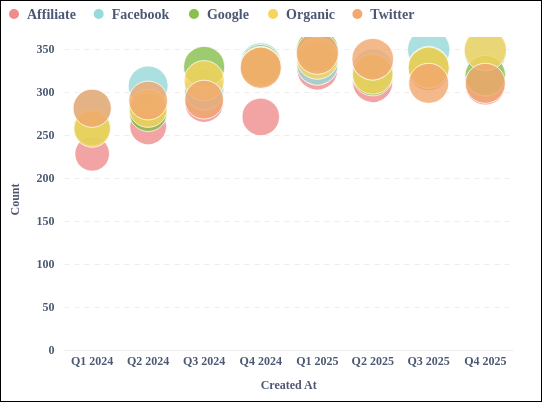 Affiliate Facebook Google Organic Twitter
350
300
250
200
150
100
50
0
Count
Q1 2024 Q2 2024 Q3 2024 Q4 2024 Q1 2025 Q2 2025 Q3 2025 Q4 2025
Created At